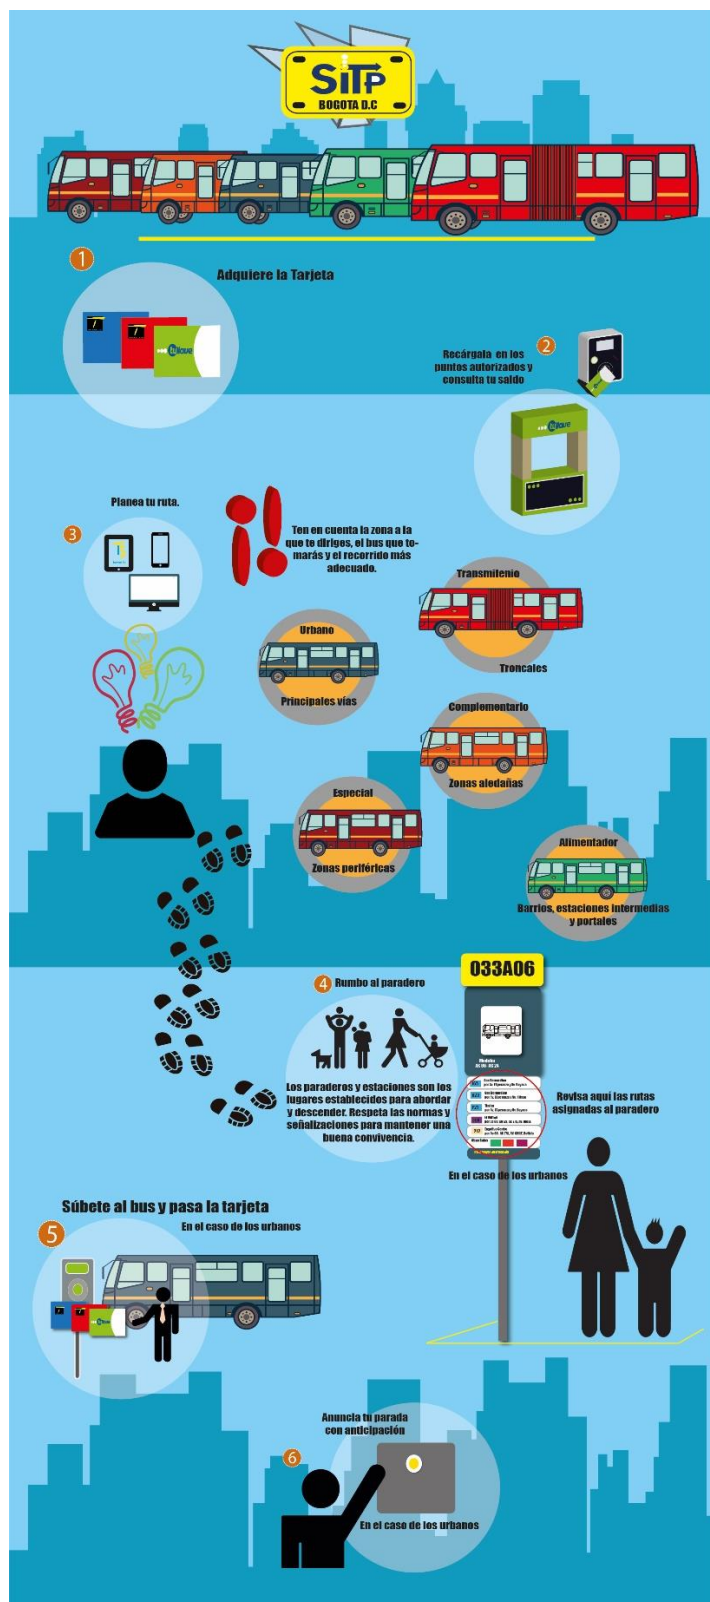 SiTP
BOGOTA D.C
1
Adquiere la Tarjeta
tullave
2
Recárgala en los
puntos autorizados y
consulta tu saldo
tullave
Planea tu ruta.
3
Ten en cuenta la zona a la
que te diriges, el bus que to-
marás y el recorrido más
adecuado.
Transmilenio
Troncales
Urbano
Principales vías
Complementario
Zonas aledañas
Especial
Zonas periféricas
Alimentador
Barrios, estaciones intermedias
y portales
033A06
4 Rumbo al paradero
Los paraderos y estaciones son los
lugares establecidos para abordar
y descender. Respeta las normas y
señalizaciones para mantener una
buena convivencia.
Revisa aquí las rutas
asignadas al paradero
En el caso de los urbanos
Súbete al bus y pasa la tarjeta
En el caso de los urbanos
5
Anuncia tu parada
con anticipación
6
En el caso de los urbanos